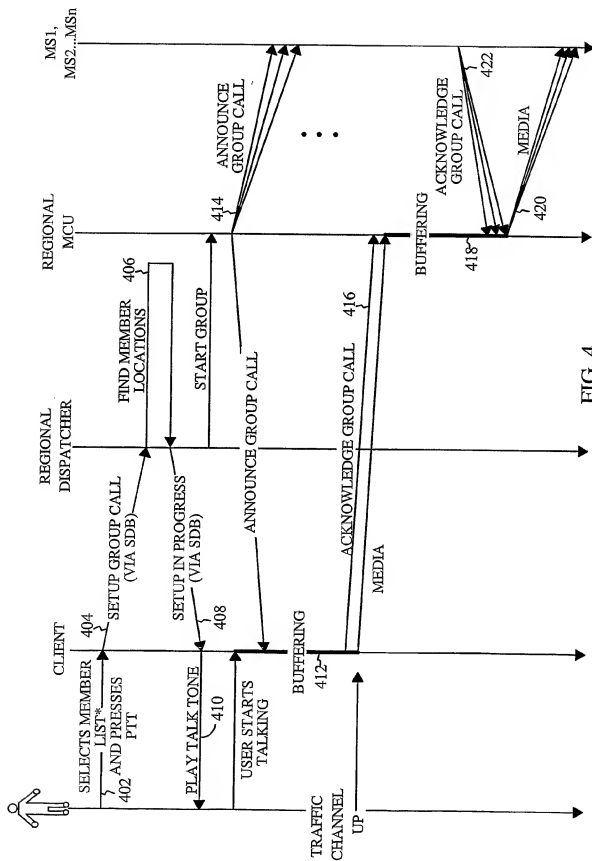 CLIENT
REGIONAL
DISPATCHER
REGIONAL
MCU
MS1,
MS2...MSn
SELECTS MEMBER
LIST*
402 AND PRESSES
PTT
404
SETUP GROUP CALL
(VIA SDB)
FIND MEMBER
LOCATIONS
406
SETUP IN PROGRESS
(VIA SDB)
408
PLAY TALK TONE
410
START GROUP
USER STARTS
TALKING
414
ANNOUNCE
GROUP CALL
ANNOUNCE GROUP CALL
BUFFERING
412
TRAFFIC
CHANNEL
UP
ACKNOWLEDGE GROUP CALL
416
MEDIA
BUFFERING
418
ACKNOWLEDGE
GROUP CALL
422
MEDIA
420
FIG. 4